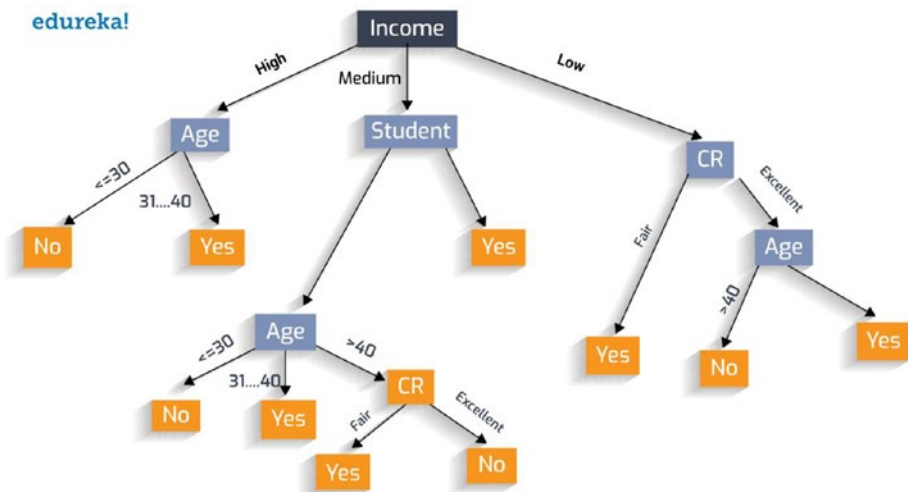 edureka!
Income
High
Medium
Low
Age
Student
CR
<=30
31....40
Fair
Excellent
No
Yes
Yes
Age
>40
Age
Yes
No
Yes
<=30
31....40
>40
No
Yes
CR
Fair
Excellent
Yes
No